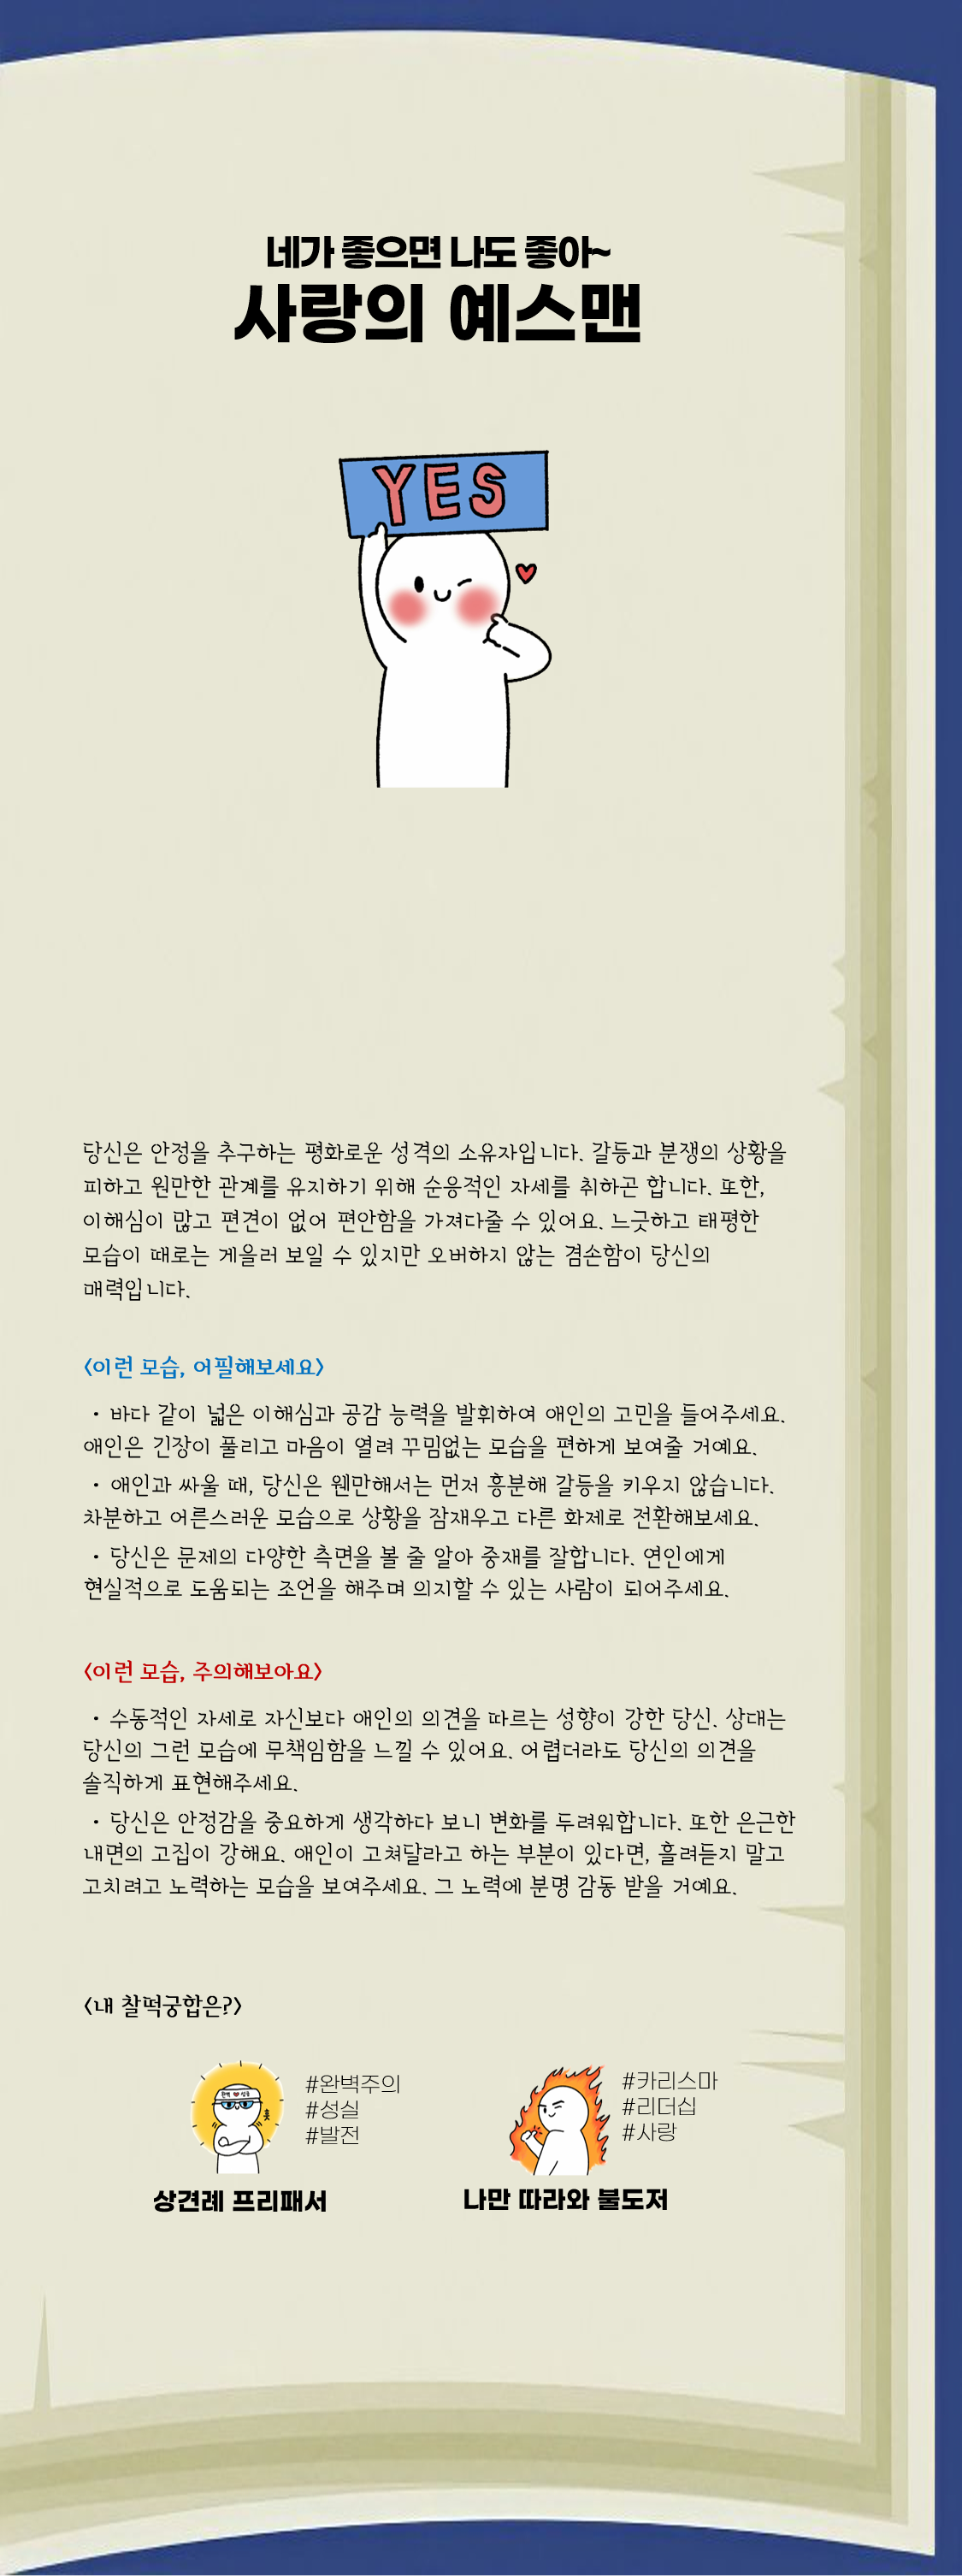 네가 좋으면 나도 좋아~
사랑의 예스맨
YES
당신은 안정을 추구하는 평화로운 성격의 소유자입니다. 갈등과 분쟁의 상황을
피하고 원만한 관계를 유지하기 위해 순응적인 자세를 취하곤 합니다. 또한,
이해심이 많고 편견이 없어 편안함을 가져다줄 수 있어요. 느긋하고 태평한
모습이 때로는 게을러 보일 수 있지만 오버하지 않는 겸손함이 당신의
매력입니다.
<이런 모습, 어필해보세요>
• 바다 같이 넓은 이해심과 공감 능력을 발휘하여 애인의 고민을 들어주세요.
애인은 긴장이 풀리고 마음이 열려 꾸밈없는 모습을 편하게 보여줄 거예요.
• 애인과 싸울 때, 당신은 웬만해서는 먼저 흥분해 갈등을 키우지 않습니다.
차분하고 어른스러운 모습으로 상황을 잠재우고 다른 화제로 전환해보세요.
• 당신은 문제의 다양한 측면을 볼 줄 알아 중재를 잘합니다. 연인에게
현실적으로 도움되는 조언을 해주며 의지할 수 있는 사람이 되어주세요.
<이런 모습, 주의해보아요>
• 수동적인 자세로 자신보다 애인의 의견을 따르는 성향이 강한 당신. 상대는
당신의 그런 모습에 무책임함을 느낄 수 있어요. 어렵더라도 당신의 의견을
솔직하게 표현해주세요.
• 당신은 안정감을 중요하게 생각하다 보니 변화를 두려워합니다. 또한 은근한
내면의 고집이 강해요. 애인이 고쳐달라고 하는 부분이 있다면, 흘려듣지 말고
고치려고 노력하는 모습을 보여주세요. 그 노력에 분명 감동 받을 거예요.
<내 찰떡궁합은?>
#완벽주의
#성실
#발전
상견례 프리패서
#카리스마
#리더십
#사랑
나만 따라와 불도저